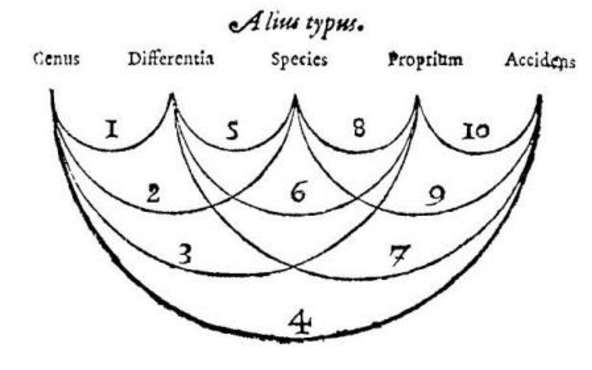 Alius typus.
Genus Differentia Species Proprium Accidens
1 5 8 10
2 6 9
3 7
4